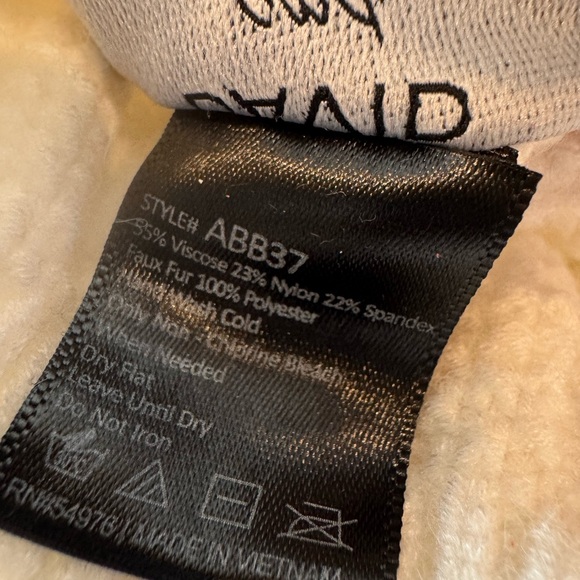 STYLE# ABB37
55% Viscose 23% Nylon 22% Spandex
Faux Fur 100% Polyester
Hand Wash Cold
Only Non - Chlorine Bleach
When Needed
Dry Flat
Leave Until Dry
Do Not Iron
RN#54976 | MADE IN VIETNAM